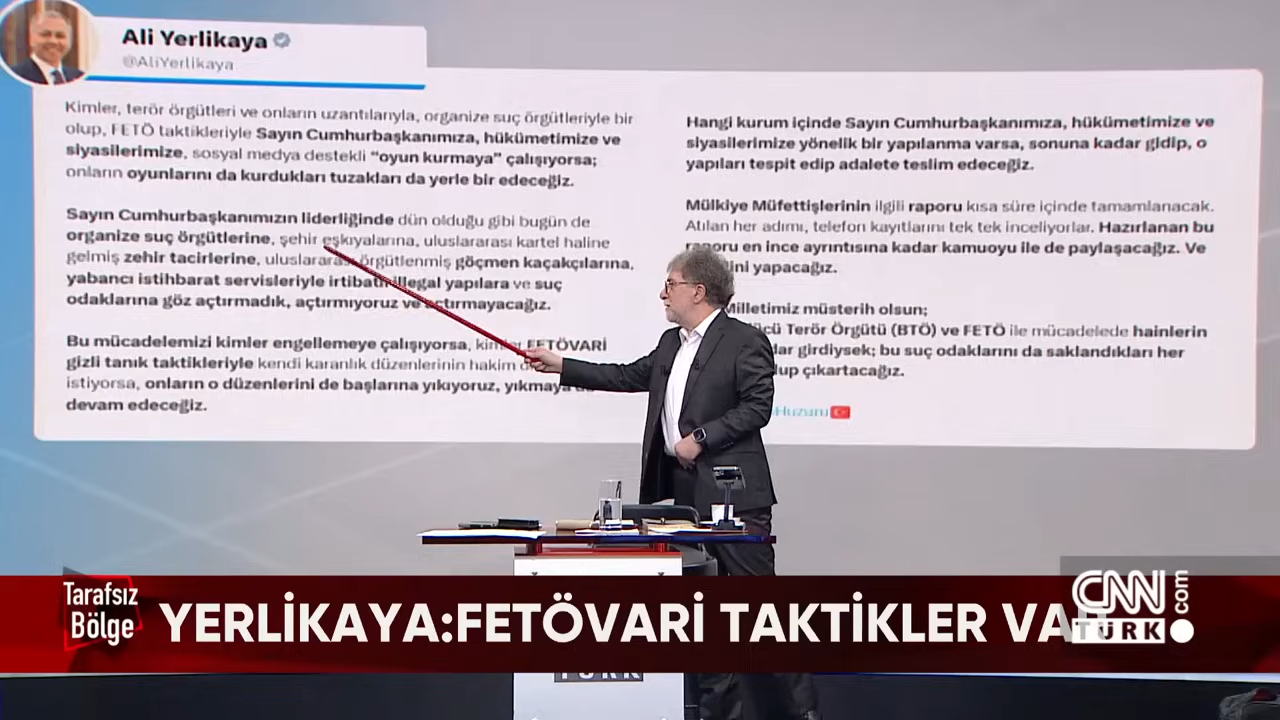 Ali Yerlikaya
@AliYerlikaya
Kimler, terör örgütleri ve onların uzantılarıyla, organize suç örgütleriyle bir
olup, FETÖ taktikleriyle Sayın Cumhurbaşkanımıza, hükümetimize ve
siyasilerimize, sosyal medya destekli “oyun kurmaya” çalışıyorsa;
onların oyunlarını da kurdukları tuzakları da yerle bir edeceğiz.
Sayın Cumhurbaşkanımızın liderliğinde dün olduğu gibi bugün de
organize suç örgütlerine, şehir eşkıyalarına, uluslararası kartel haline
gelmiş zehir tacirlerine, uluslararası örgütlenmiş göçmen kaçakçılarına,
yabancı istihbarat servisleriyle irtibatlı illegal yapılara ve suç
odaklarına göz açtırmadık, açtırmıyoruz ve açtırmayacağız.
Bu mücadelemizi kimler engellemeye çalışıyorsa, kimler FETÖVARİ
gizli tanık taktikleriyle kendi karanlık düzenlerinin hakim
istiyorsa, onların o düzenlerini de başlarına yıkıyoruz, yıkmaya da
devam edeceğiz.
Hangi kurum içinde Sayın Cumhurbaşkanımıza, hükümetimize ve
siyasilerimize yönelik bir yapılanma varsa, sonuna kadar gidip, o
yapıları tespit edip adalete teslim edeceğiz.
Mülkiye Müfettişlerinin ilgili raporu kısa süre içinde tamamlanacak.
Atılan her adımı, telefon kayıtlarını tek tek inceliyorlar. Hazırlanan bu
raporu en ince ayrıntısına kadar kamuoyu ile de paylaşacağız. Ve
yapacağız.
Milletimiz müsterih olsun;
Terör Örgütü (BTÖ) ve FETÖ ile mücadelede hainlerin
girdiysek; bu suç odaklarını da saklandıkları her
çıkartacağız.
Huzuru
Tarafsız
Bölge
YERLİKAYA:FETÖVARİ TAKTİKLER VA
CNN
TÜRK
.com
TÜRK